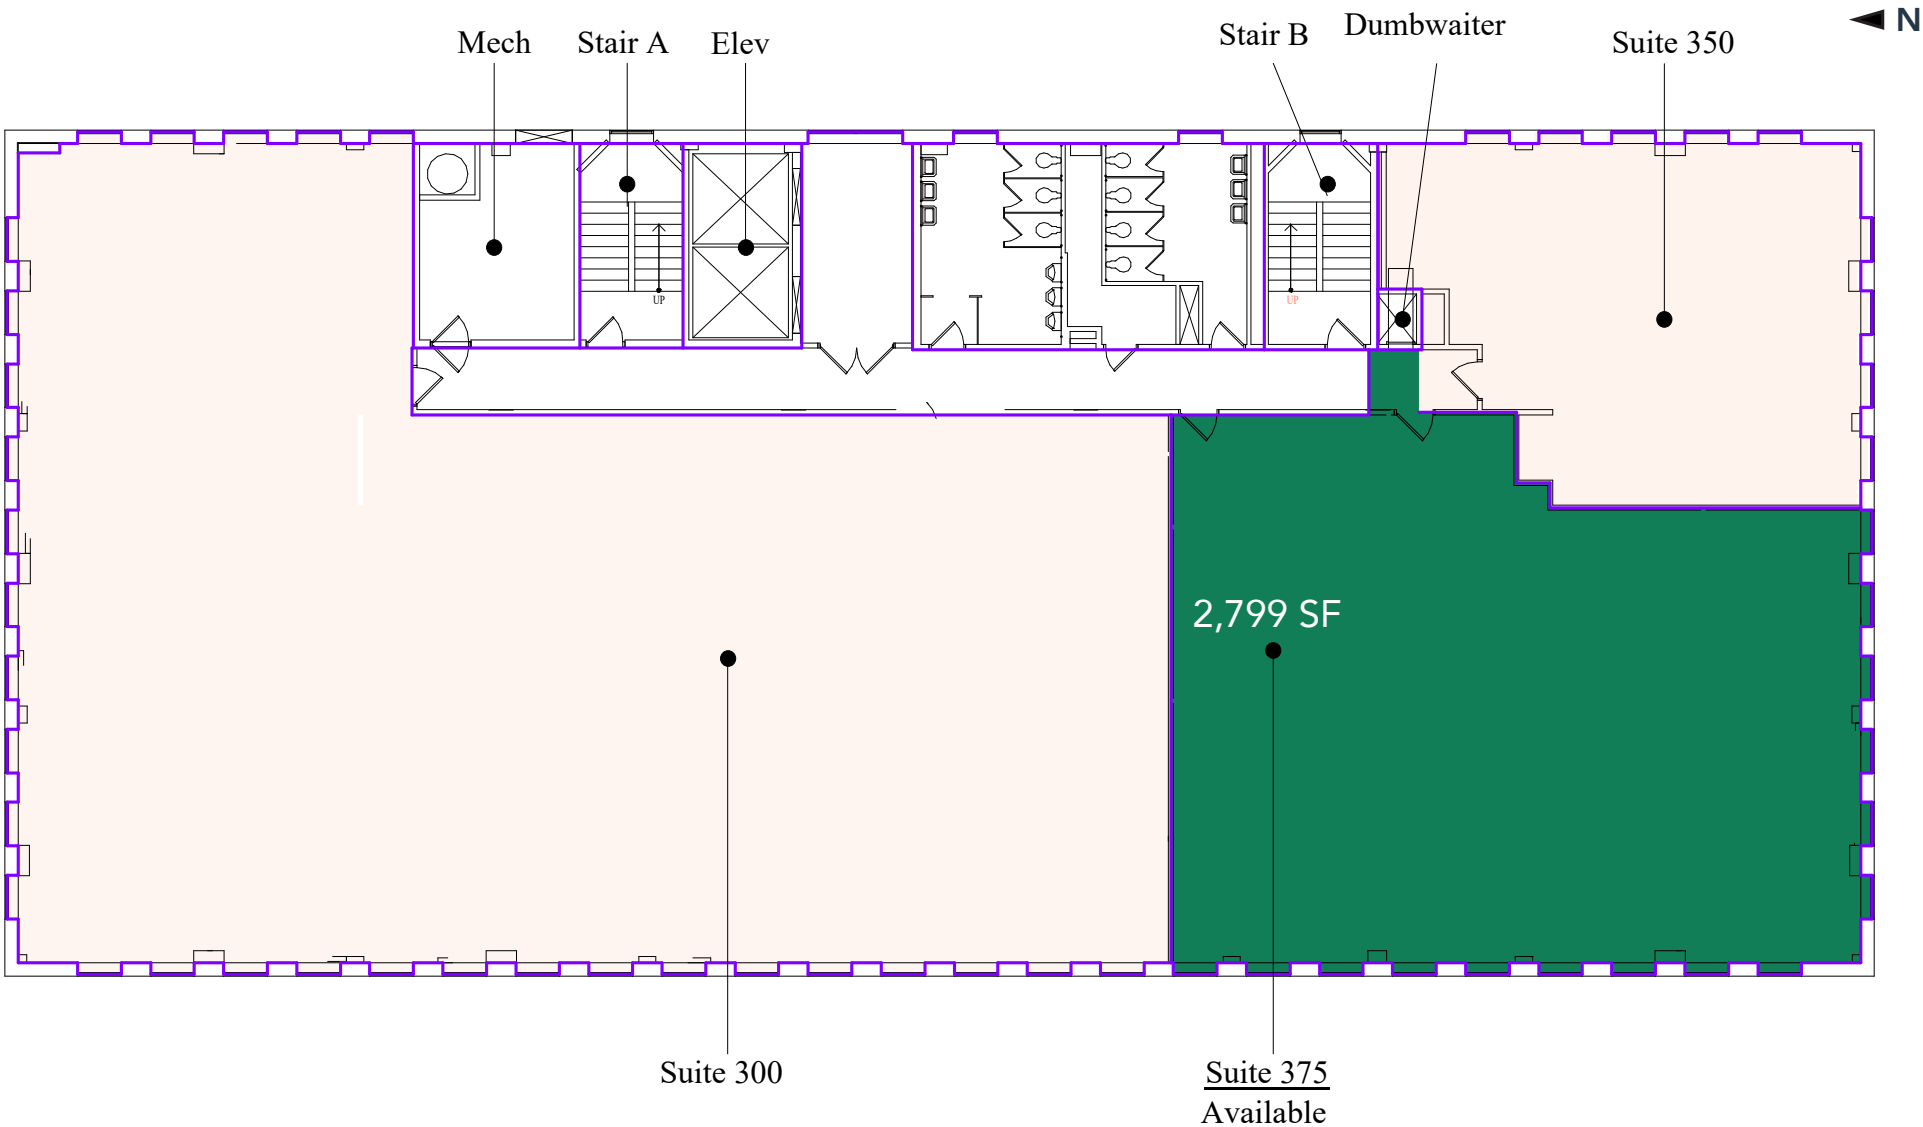 N
Mech
Stair A
Elev
Stair B
Dumbwaiter
Suite 350
UP
UP
2,799 SF
Suite 300
Suite 375
Available